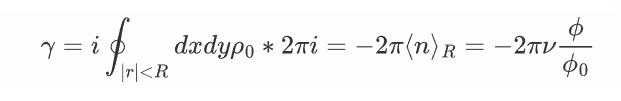 γ = i ∮_{|r|<R} dxdyρ₀ * 2πi = −2π⟨n⟩_R = −2πν ϕ/ϕ₀